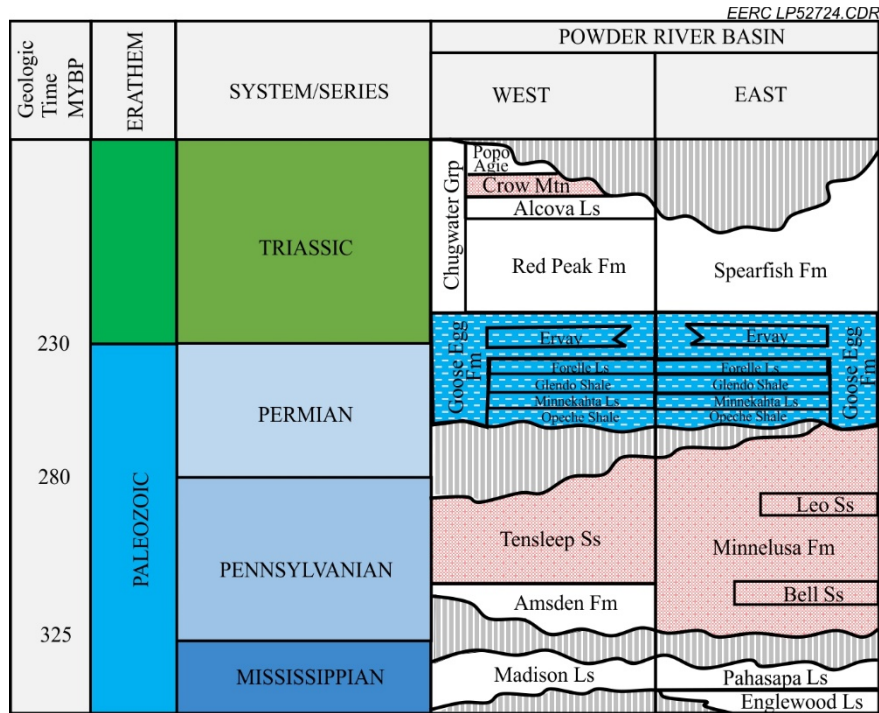 EERC LP52724.CDR
Geologic
Time
MYBP
ERATHEM
SYSTEM/SERIES
POWDER RIVER BASIN
WEST
EAST
230
280
325
PALEOZOIC
TRIASSIC
PERMIAN
PENNSYLVANIAN
MISSISSIPPIAN
Chugwater Grp
Popo
Agie
Crow Mtn
Alcova Ls
Red Peak Fm
Spearfish Fm
Goose Egg
Fm
Ervay
Forelle Ls
Glendo Shale
Minnekahta Ls
Opeche Shale
Ervay
Forelle Ls
Glendo Shale
Minnekahta Ls
Opeche Shale
Goose Egg
Fm
Tensleep Ss
Amsden Fm
Madison Ls
Leo Ss
Minnelusa Fm
Bell Ss
Pahasapa Ls
Englewood Ls